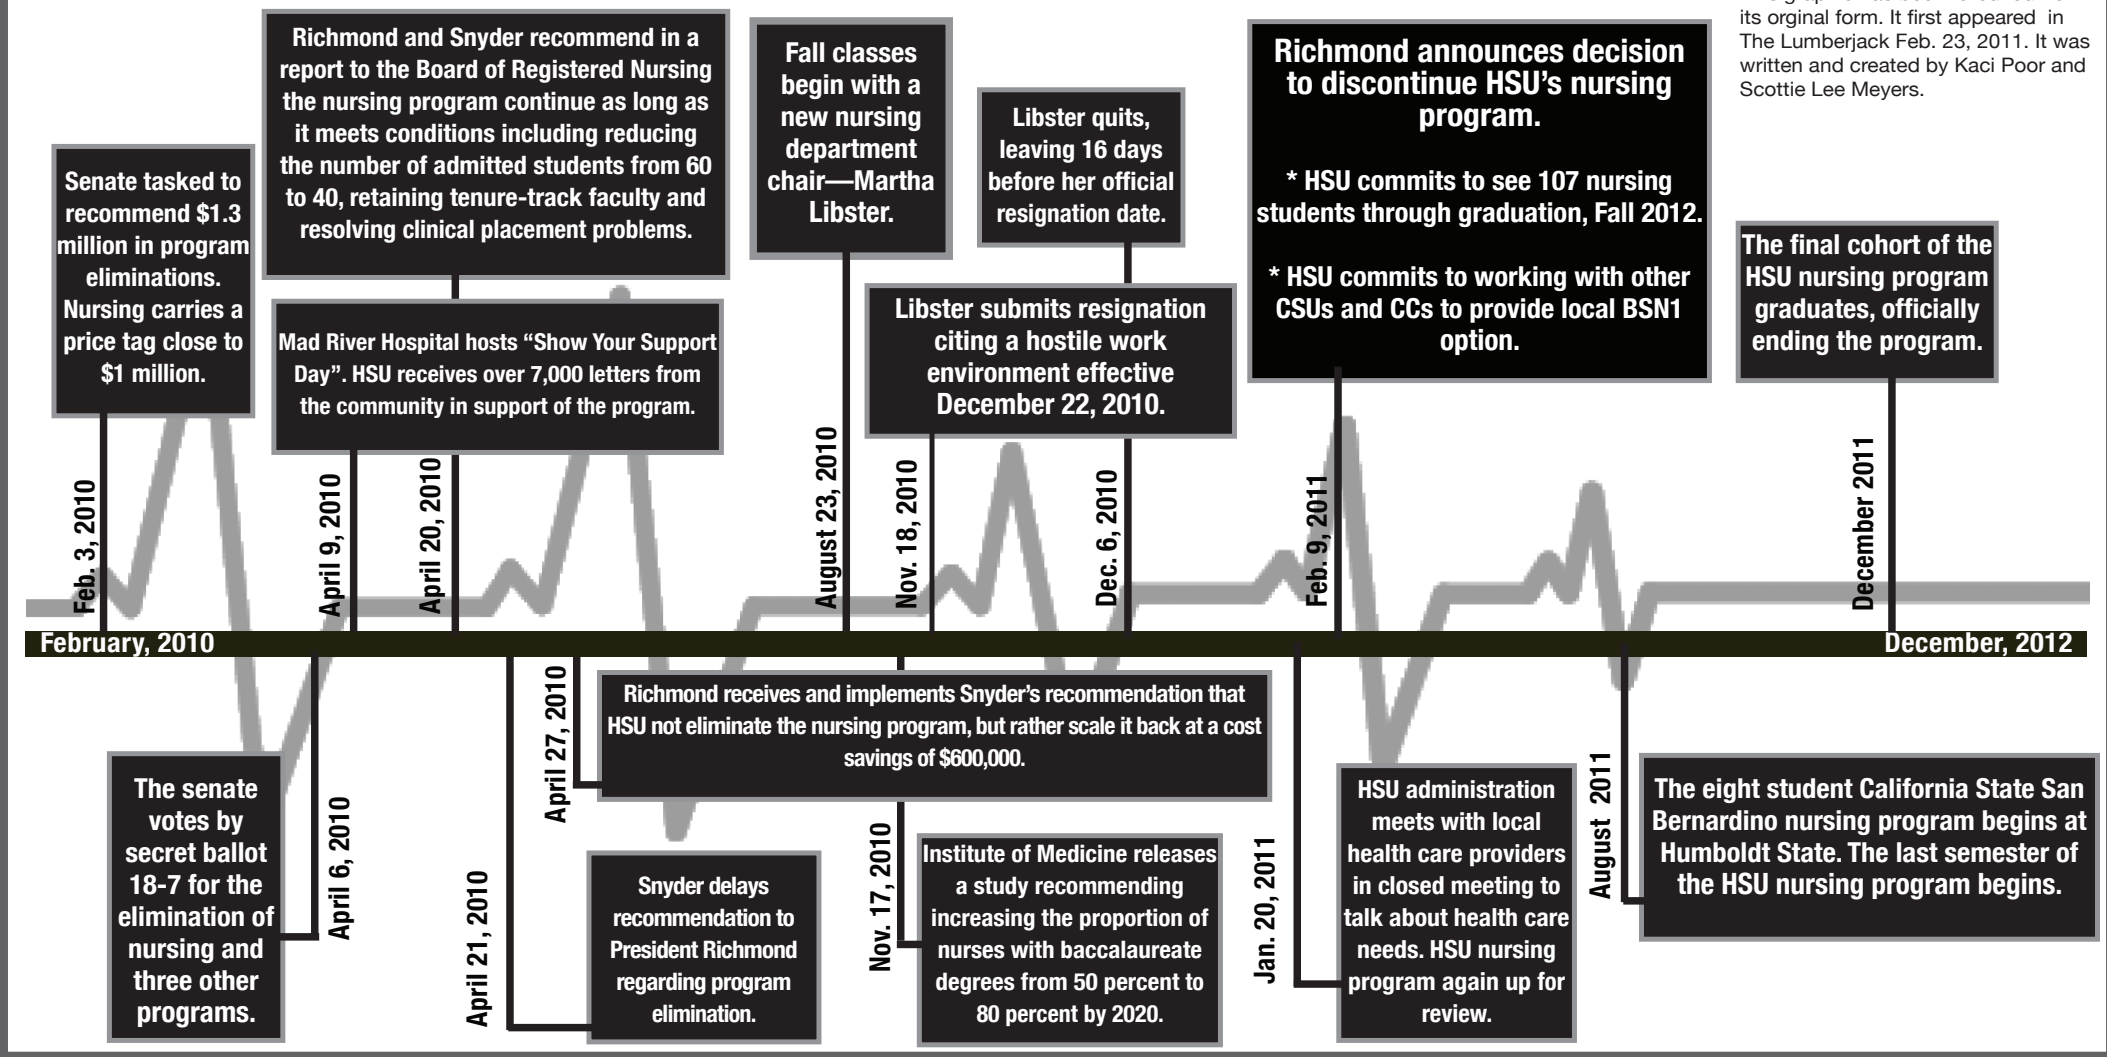 its orginal form. It first appeared in
The Lumberjack Feb. 23, 2011. It was
written and created by Kaci Poor and
Scottie Lee Meyers.
Senate tasked to
recommend $1.3
million in program
eliminations.
Nursing carries a
price tag close to
$1 million.
Feb. 3, 2010
Richmond and Snyder recommend in a
report to the Board of Registered Nursing
the nursing program continue as long as
it meets conditions including reducing
the number of admitted students from 60
to 40, retaining tenure-track faculty and
resolving clinical placement problems.
Mad River Hospital hosts “Show Your Support
Day”. HSU receives over 7,000 letters from
the community in support of the program.
April 9, 2010
April 20, 2010
Fall classes
begin with a
new nursing
department
chair—Martha
Libster.
August 23, 2010
Libster quits,
leaving 16 days
before her official
resignation date.
Libster submits resignation
citing a hostile work
environment effective
December 22, 2010.
Nov. 18, 2010
Dec. 6, 2010
Richmond announces decision
to discontinue HSU’s nursing
program.
* HSU commits to see 107 nursing
students through graduation, Fall 2012.
* HSU commits to working with other
CSUs and CCs to provide local BSN1
option.
Feb. 9, 2011
The final cohort of the
HSU nursing program
graduates, officially
ending the program.
December 2011
February, 2010
December, 2012
The senate
votes by
secret ballot
18-7 for the
elimination of
nursing and
three other
programs.
April 6, 2010
April 21, 2010
Snyder delays
recommendation to
President Richmond
regarding program
elimination.
April 27, 2010
Richmond receives and implements Snyder’s recommendation that
HSU not eliminate the nursing program, but rather scale it back at a cost
savings of $600,000.
Nov. 17, 2010
Institute of Medicine releases
a study recommending
increasing the proportion of
nurses with baccalaureate
degrees from 50 percent to
80 percent by 2020.
Jan. 20, 2011
HSU administration
meets with local
health care providers
in closed meeting to
talk about health care
needs. HSU nursing
program again up for
review.
August 2011
The eight student California State San
Bernardino nursing program begins at
Humboldt State. The last semester of
the HSU nursing program begins.